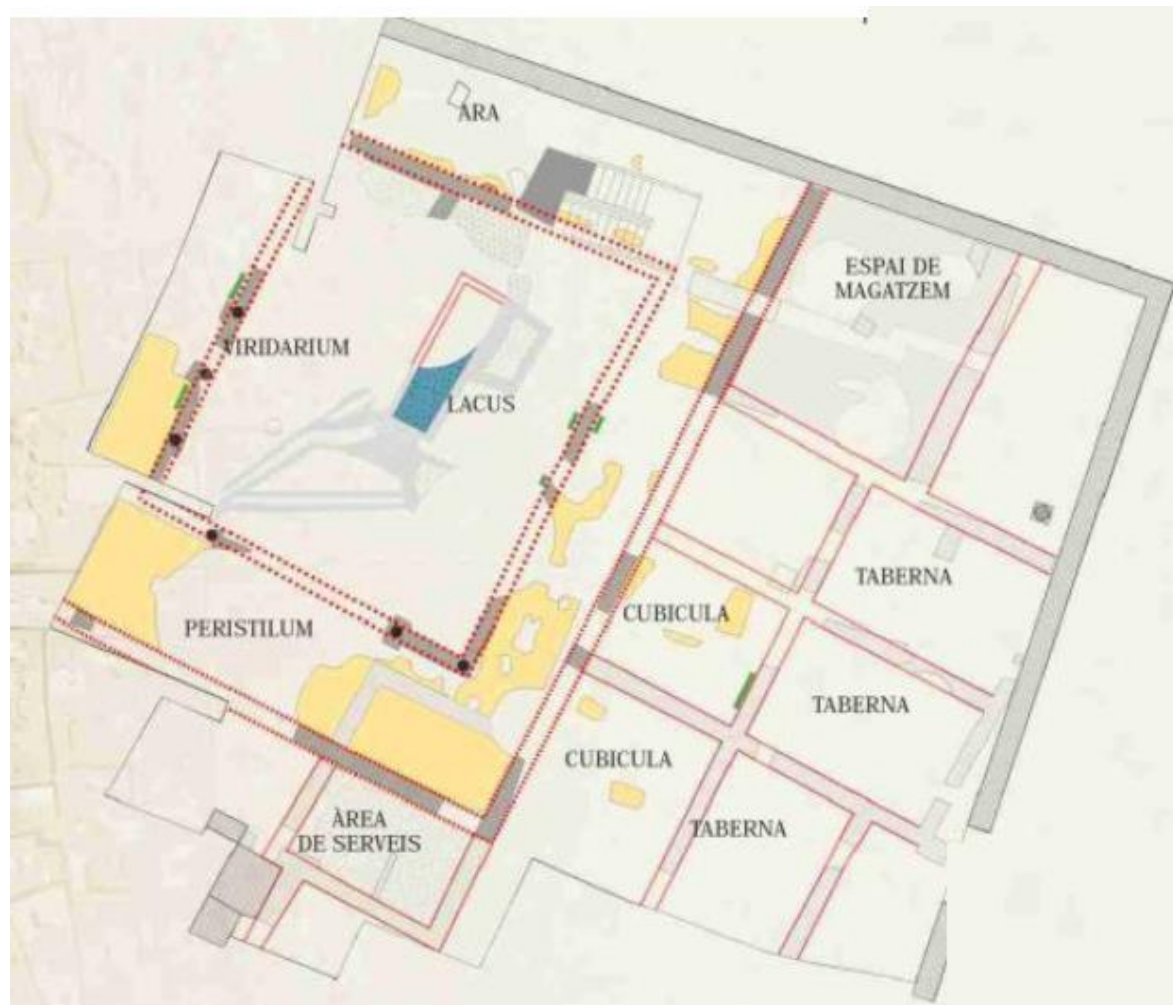 ARA
ESPAI DE
MAGATZEM
VIRIDARIUM
LACUS
TABERNA
CUBICULA
PERISTILUM
TABERNA
CUBICULA
ÀREA
DE SERVEIS
TABERNA